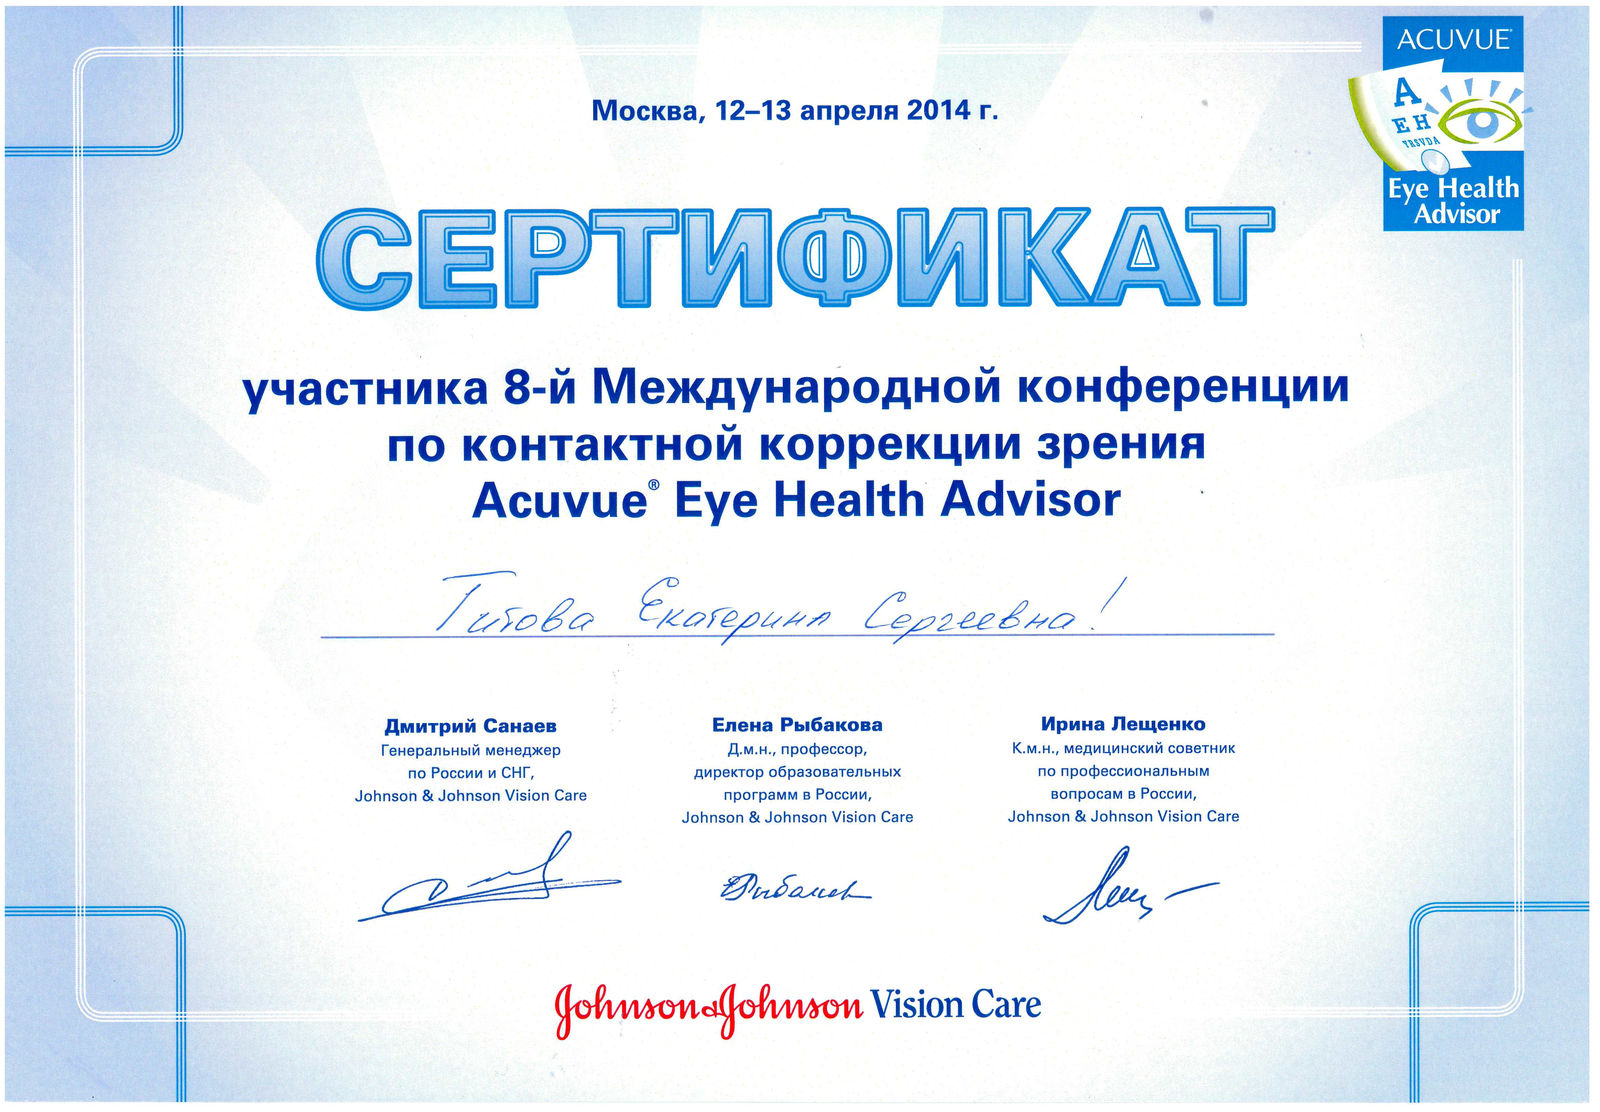 Москва, 12–13 апреля 2014 г.
ACUVUE®
А
Е Н
YRSVDA
Eye Health
Advisor
СЕРТИФИКАТ
участника 8-й Международной конференции
по контактной коррекции зрения
Acuvue® Eye Health Advisor
Титова Екатерина Сергеевна!
Дмитрий Санаев
Генеральный менеджер
по России и СНГ,
Johnson & Johnson Vision Care
Елена Рыбакова
Д.м.н., профессор,
директор образовательных
программ в России,
Johnson & Johnson Vision Care
Ирина Лещенко
К.м.н., медицинский советник
по профессиональным
вопросам в России,
Johnson & Johnson Vision Care
Johnson & Johnson Vision Care